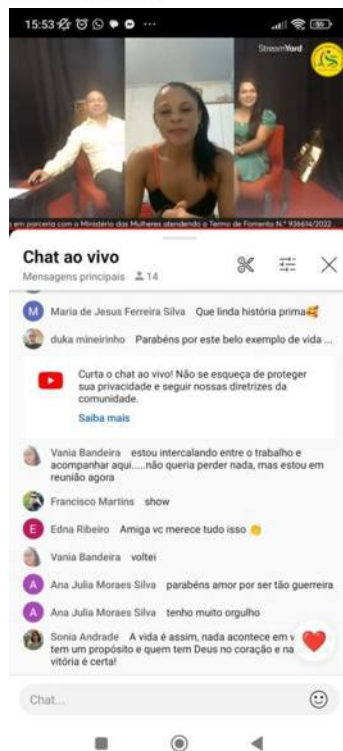 15:53
StreamYard
em parceria com o Ministério das Mulheres atendendo o Termo de Fomento N.° 936614/2022
Chat ao vivo
Mensagens principais 14
Maria de Jesus Ferreira Silva Que linda história prima🥰
duka mineirinho Parabéns por este belo exemplo de vida ...
Curta o chat ao vivo! Não se esqueça de proteger
sua privacidade e seguir nossas diretrizes da
comunidade.
Saiba mais
Vania Bandeira estou intercalando entre o trabalho e
acompanhar aqui.....não queria perder nada, mas estou em
reunião agora
Francisco Martins show
E Edna Ribeiro Amiga vc merece tudo isso 👏
Vania Bandeira voltei
A Ana Julia Moraes Silva parabéns amor por ser tão guerreira
A Ana Julia Moraes Silva tenho muito orgulho
Sonia Andrade A vida é assim, nada acontece em v
tem um propósito e quem tem Deus no coração e na
vitória é certa!
Chat...